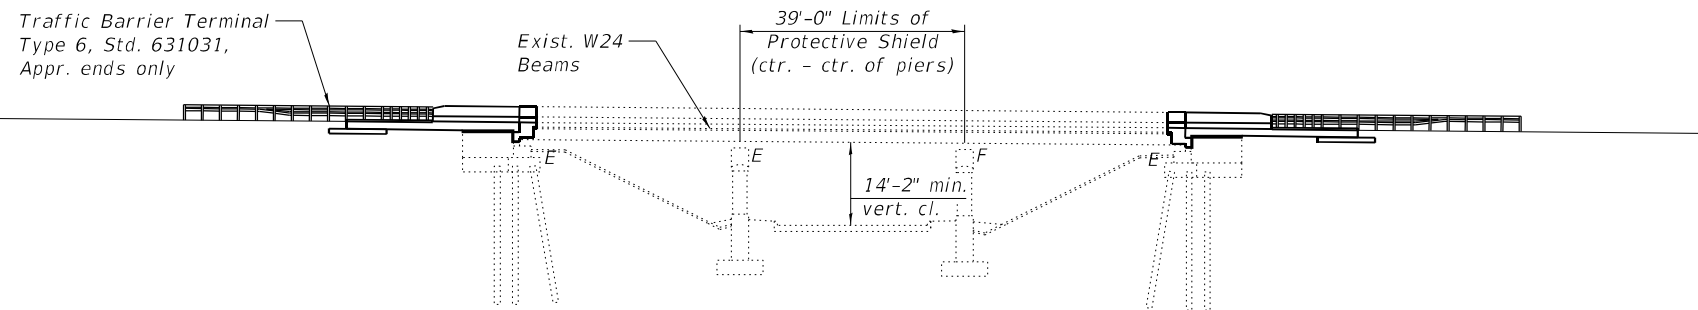 Traffic Barrier Terminal
Type 6, Std. 631031,
Appr. ends only
Exist. W24
Beams
39'-0" Limits of
Protective Shield
(ctr. - ctr. of piers)
E
E
F
E
14'-2" min.
vert. cl.